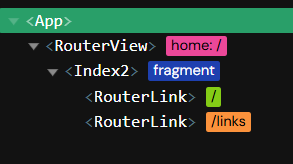 <App>
<RouterView> home: /
<Index2> fragment
<RouterLink> /
<RouterLink> /links